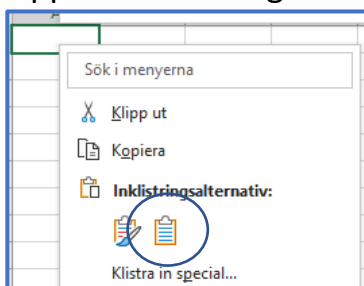 A
Sök i menyerna
Klipp ut
Kopiera
Inklistringsalternativ:
Klistra in special...